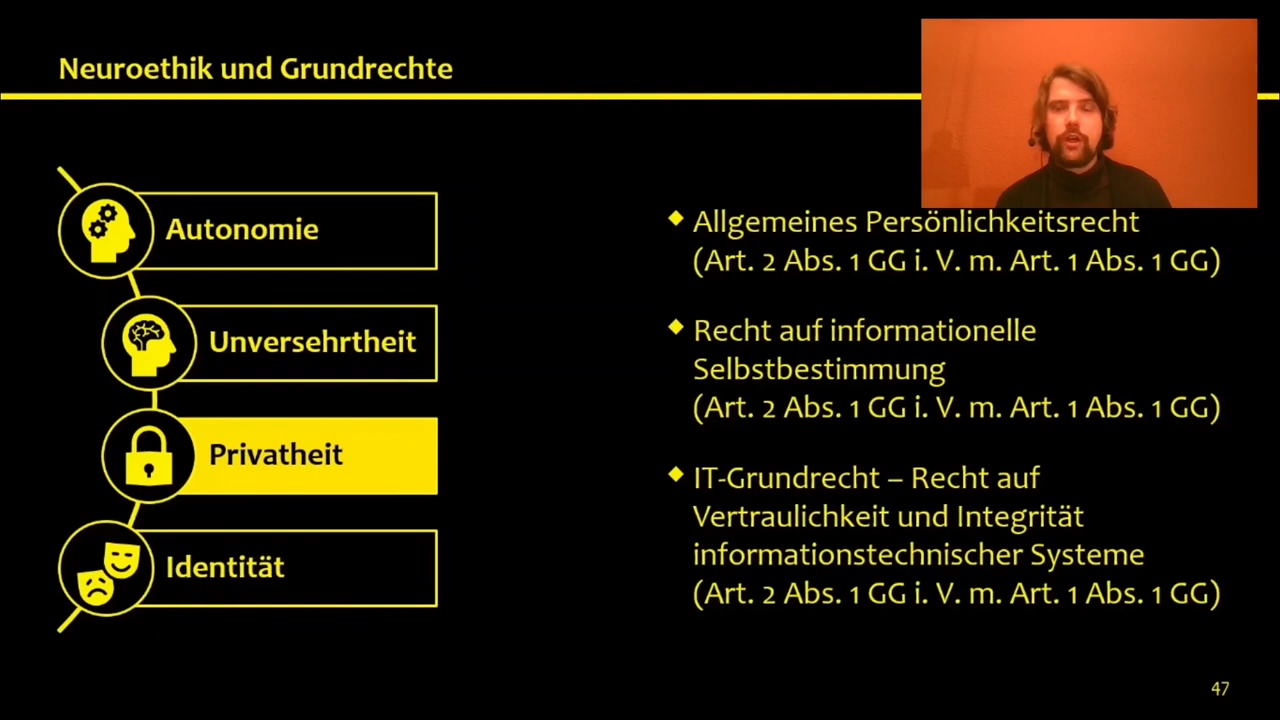 Neuroethik und Grundrechte
Autonomie
Unversehrtheit
Privatheit
Identität
Allgemeines Persönlichkeitsrecht
(Art. 2 Abs. 1 GG i. V. m. Art. 1 Abs. 1 GG)
Recht auf informationelle
Selbstbestimmung
(Art. 2 Abs. 1 GG i. V. m. Art. 1 Abs. 1 GG)
IT-Grundrecht – Recht auf
Vertraulichkeit und Integrität
informationstechnischer Systeme
(Art. 2 Abs. 1 GG i. V. m. Art. 1 Abs. 1 GG)
47